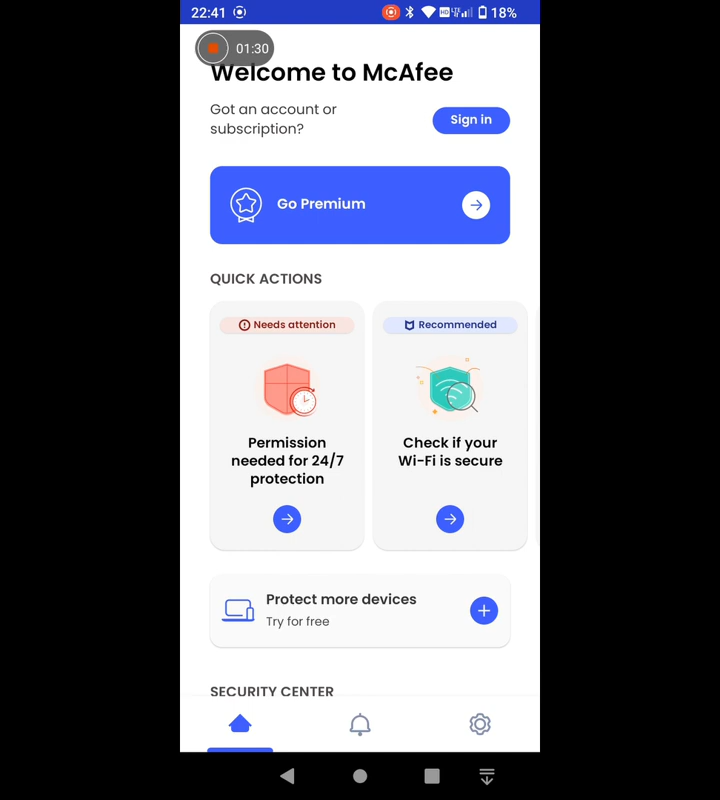 22:41 18%
01:30
Welcome to McAfee
Got an account or
subscription?
Sign in
Go Premium
QUICK ACTIONS
Needs attention
Permission
needed for 24/7
protection
Recommended
Check if your
Wi-Fi is secure
Protect more devices
Try for free
SECURITY CENTER